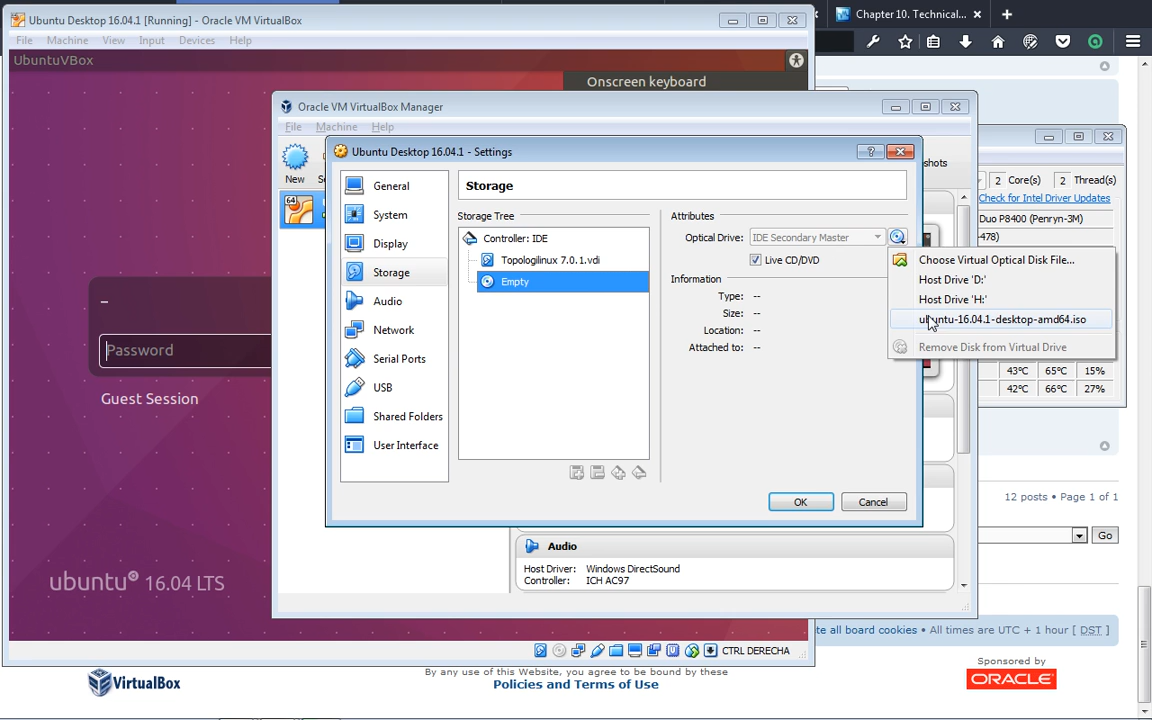 Ubuntu Desktop 16.04.1 [Running] - Oracle VM VirtualBox
Chapter 10. Technical...
File Machine View Input Devices Help
UbuntuVBox
Onscreen keyboard
Oracle VM VirtualBox Manager
File Machine Help
New
64
Ubuntu Desktop 16.04.1 - Settings
General
System
Display
Storage
Audio
Network
Serial Ports
USB
Shared Folders
User Interface
Storage
Storage Tree
Controller: IDE
Topologilinux 7.0.1.vdi
Empty
Attributes
Optical Drive: IDE Secondary Master
Live CD/DVD
Information
Type: --
Size: --
Location: --
Attached to: --
Choose Virtual Optical Disk File...
Host Drive 'D:'
Host Drive 'H:'
ubuntu-16.04.1-desktop-amd64.iso
Remove Disk from Virtual Drive
OK
Cancel
shots
2 Core(s) 2 Thread(s)
Check for Intel Driver Updates
Duo P8400 (Penryn-3M)
-478)
43°C 65°C 15%
42°C 66°C 27%
Password
Guest Session
ubuntu® 16.04 LTS
Audio
Host Driver: Windows DirectSound
Controller: ICH AC97
CTRL DERECHA
12 posts • Page 1 of 1
Go
te all board cookies • All times are UTC + 1 hour [ DST ]
VirtualBox
By any use of this Website, you agree to be bound by these
Policies and Terms of Use
Sponsored by
ORACLE